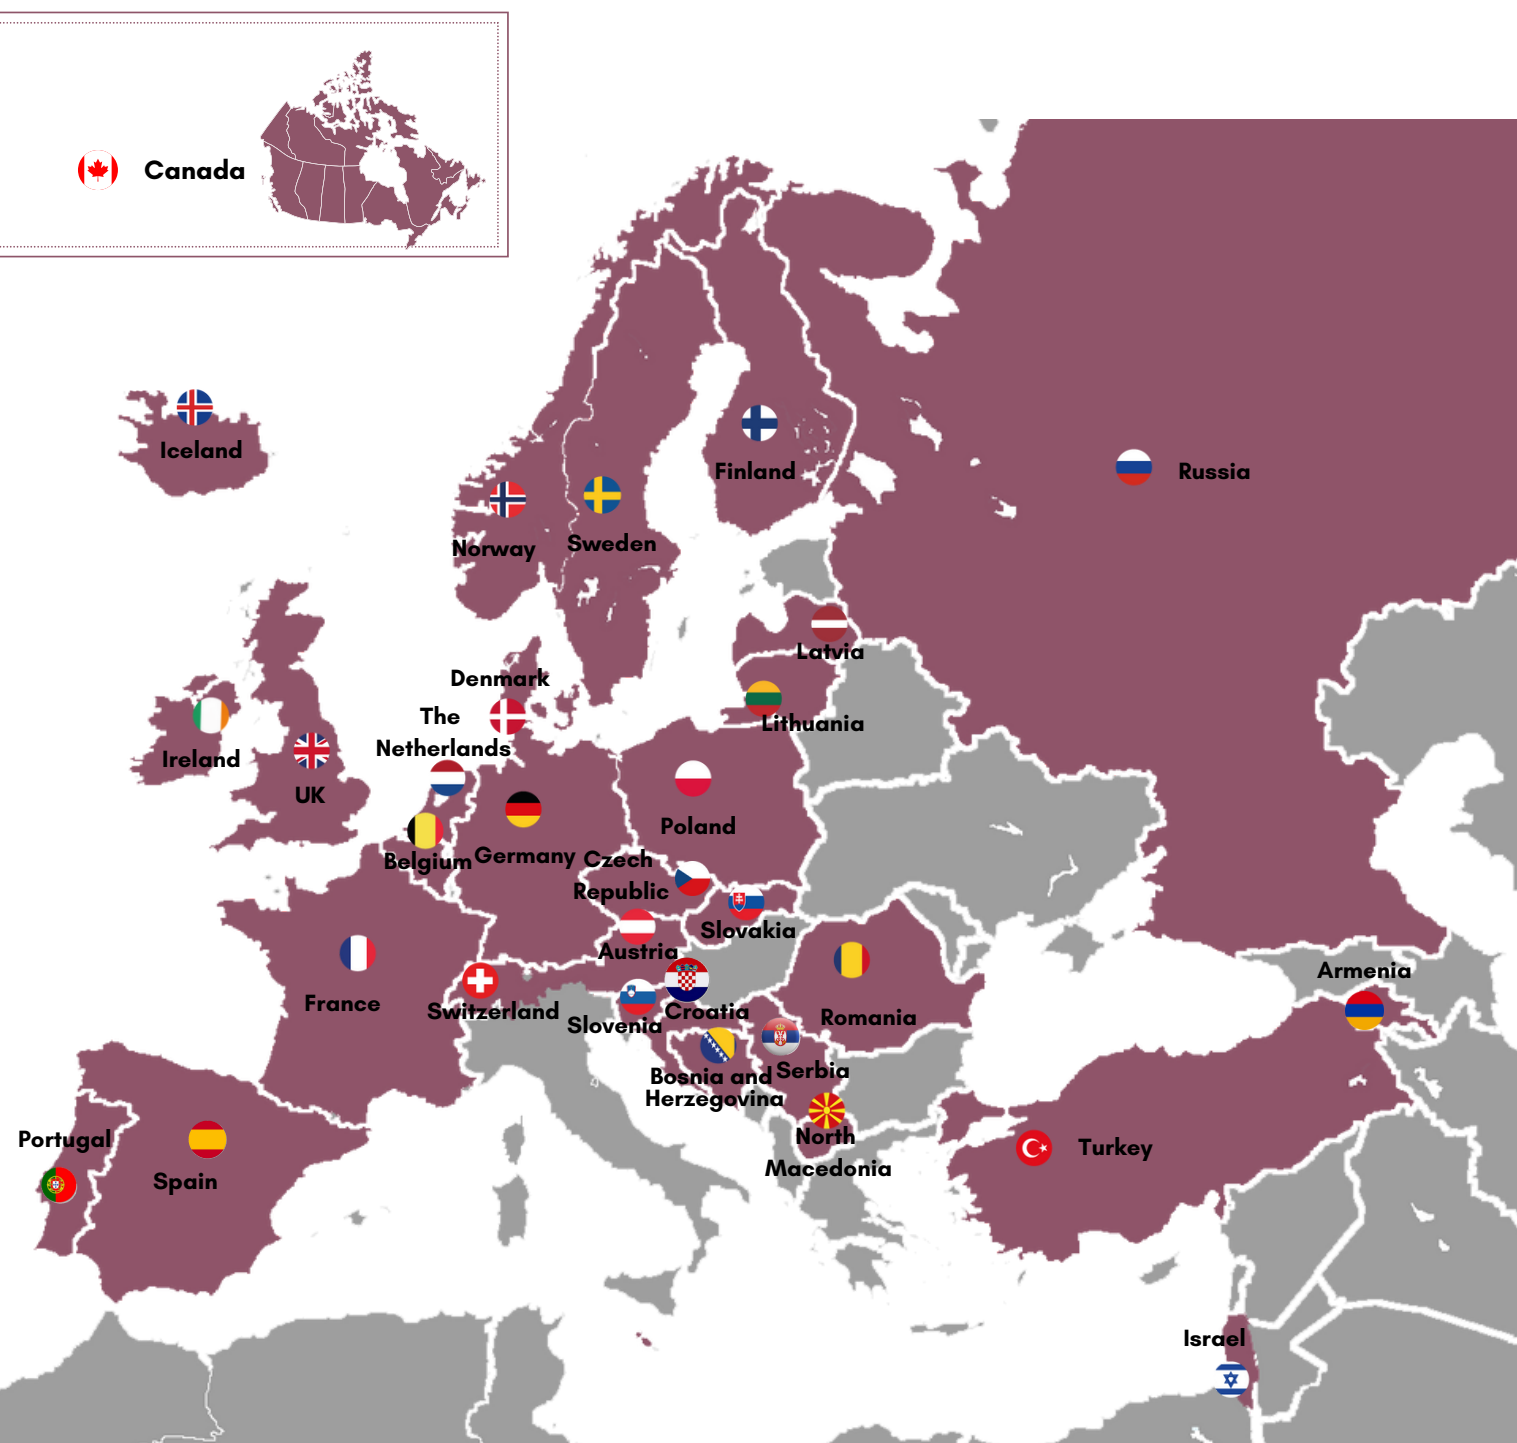 Canada
Iceland
Finland
Russia
Norway
Sweden
Latvia
Denmark
The
Netherlands
Lithuania
Ireland
UK
Poland
Belgium
Germany
Czech
Republic
Slovakia
Austria
Armenia
France
Switzerland
Croatia
Slovenia
Romania
Serbia
Bosnia and
Herzegovina
Portugal
North
Macedonia
Turkey
Spain
Israel